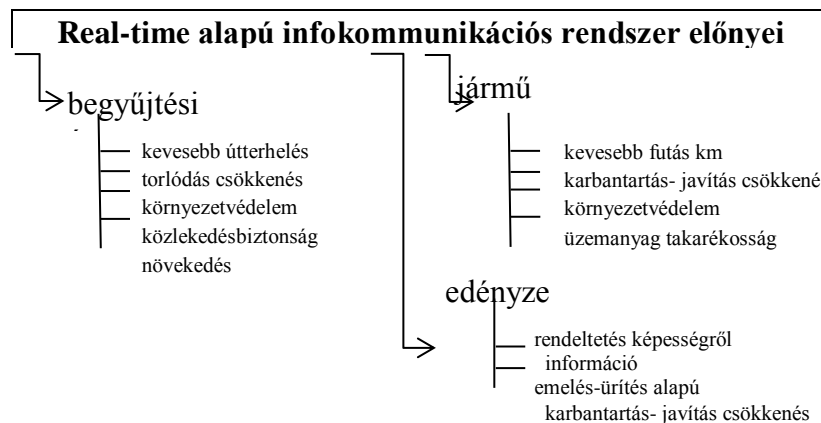 Real-time alapú infokommunikációs rendszer előnyei
begyűjtési
kevesebb útterhelés
torlódás csökkenés
környezetvédelem
közlekedésbiztonság
növekedés
jármű
kevesebb futás km
karbantartás- javítás csökkené
környezetvédelem
üzemanyag takarékosság
edényze
rendeltetés képességről
információ
emelés-ürítés alapú
karbantartás- javítás csökkenés